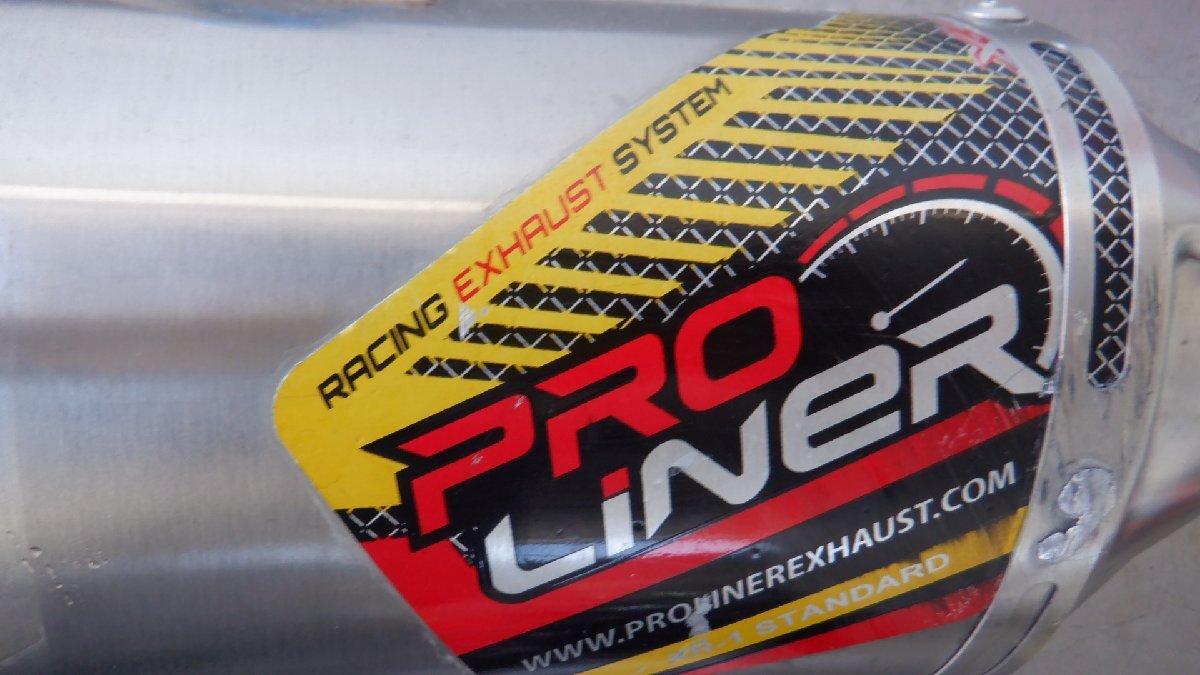 RACING EXHAUST SYSTEM
PRO
LiNER
WWW.PROLINEREXHAUST.COM
STANDARD